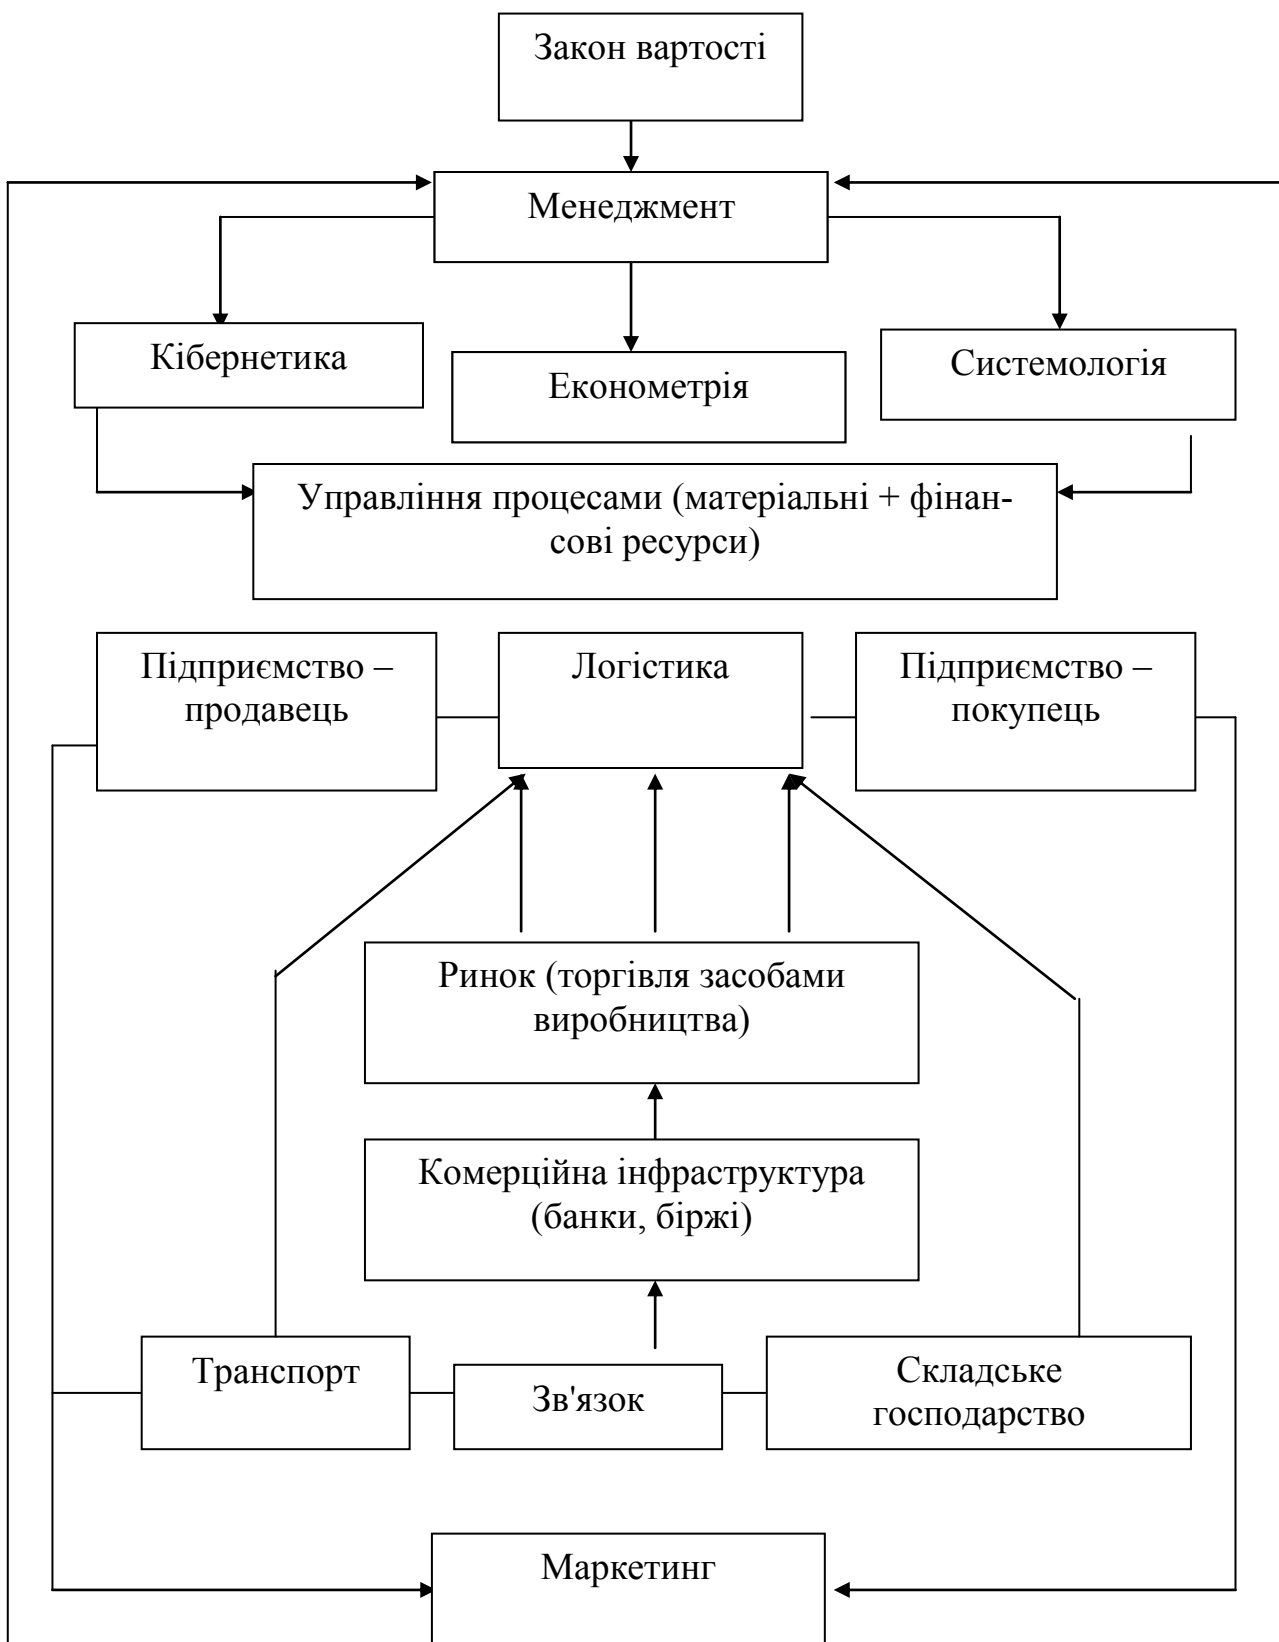 Закон вартості
Менеджмент
Кібернетика
Економетрія
Системологія
Управління процесами (матеріальні + фінан-
сові ресурси)
Підприємство –
продавець
Логістика
Підприємство –
покупець
Ринок (торгівля засобами
виробництва)
Комерційна інфраструктура
(банки, біржі)
Транспорт
Зв'язок
Складське
господарство
Маркетинг